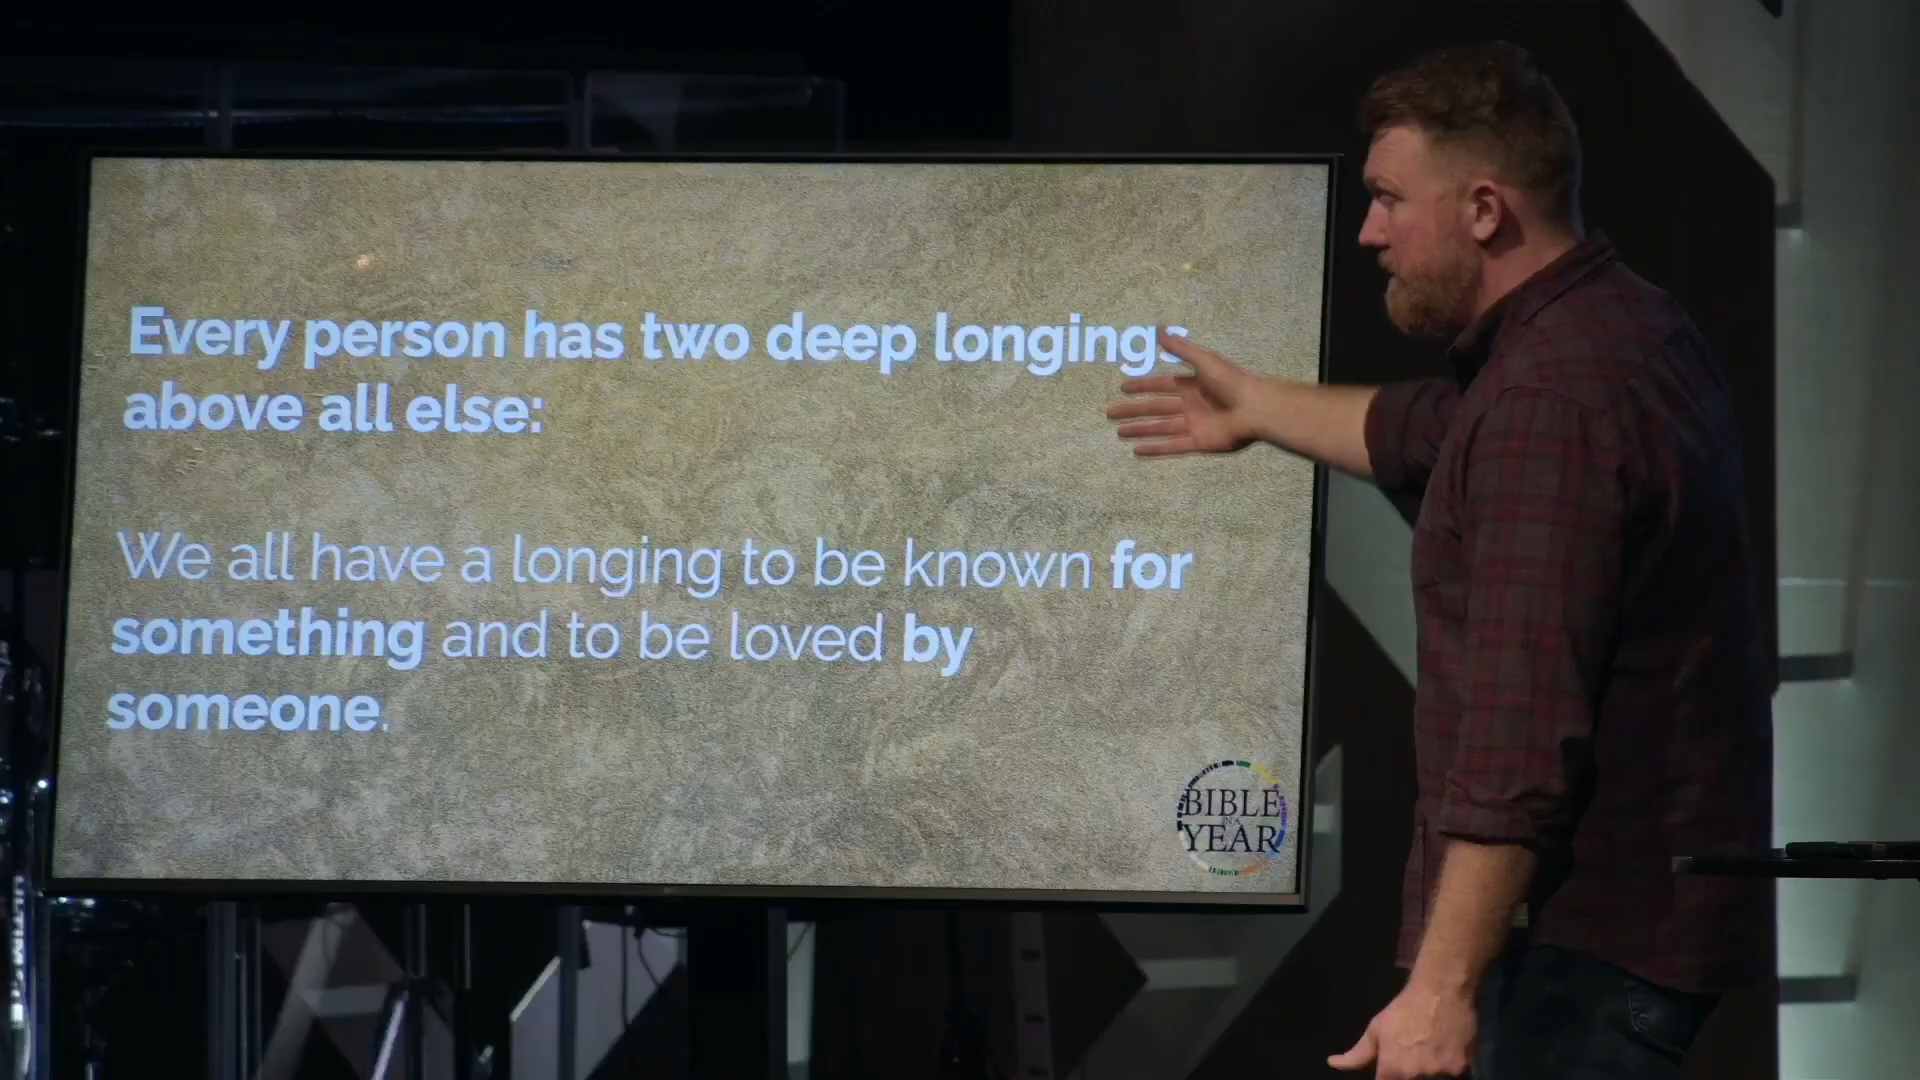 Every person has two deep longings
above all else:
We all have a longing to be known for
something and to be loved by
someone.
BIBLE
IN A
YEAR